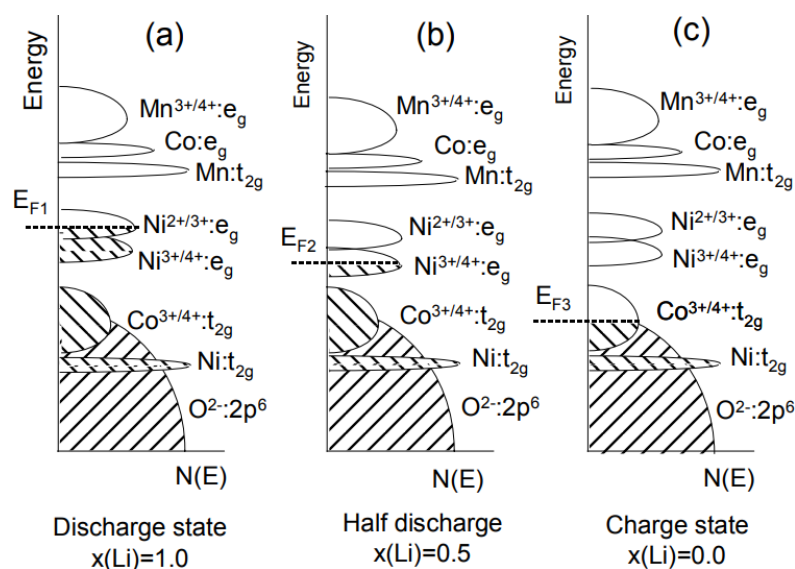 (a)
Energy
Mn3+/4+:eg
Co:eg
Mn:t2g
EF1
Ni2+/3+:eg
Ni3+/4+:eg
Co3+/4+:t2g
Ni:t2g
O2-:2p6
N(E)
Discharge state
x(Li)=1.0
(b)
Energy
Mn3+/4+:eg
Co:eg
Mn:t2g
Ni2+/3+:eg
EF2
Ni3+/4+:eg
Co3+/4+:t2g
Ni:t2g
O2-:2p6
N(E)
Half discharge
x(Li)=0.5
(c)
Energy
Mn3+/4+:eg
Co:eg
Mn:t2g
Ni2+/3+:eg
Ni3+/4+:eg
EF3
Co3+/4+:t2g
Ni:t2g
O2-:2p6
N(E)
Charge state
x(Li)=0.0